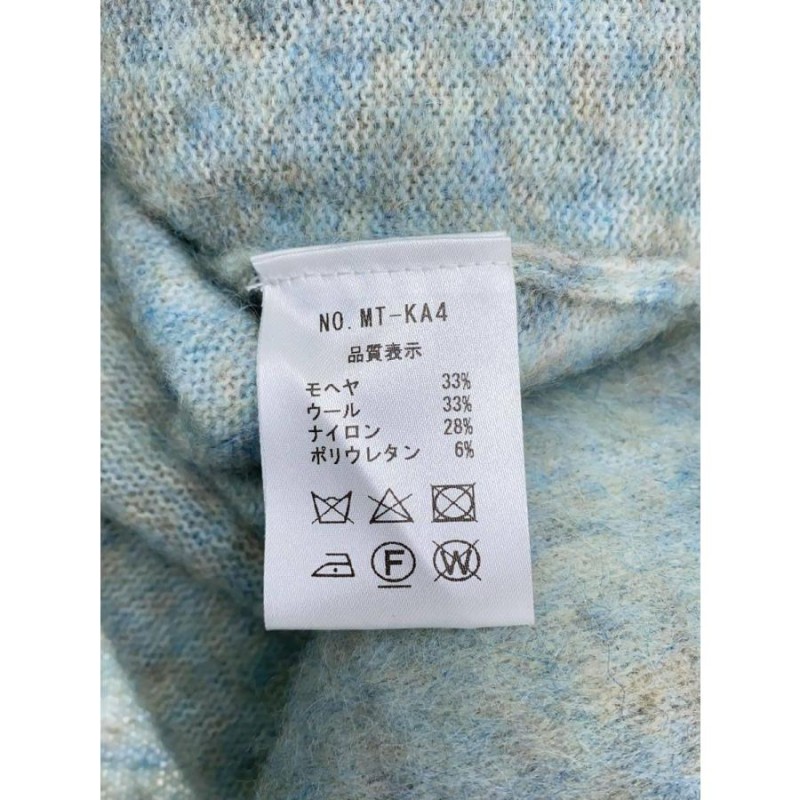 NO. MT-KA4
品質表示
モヘヤ 33%
ウール 33%
ナイロン 28%
ポリウレタン 6%
F W